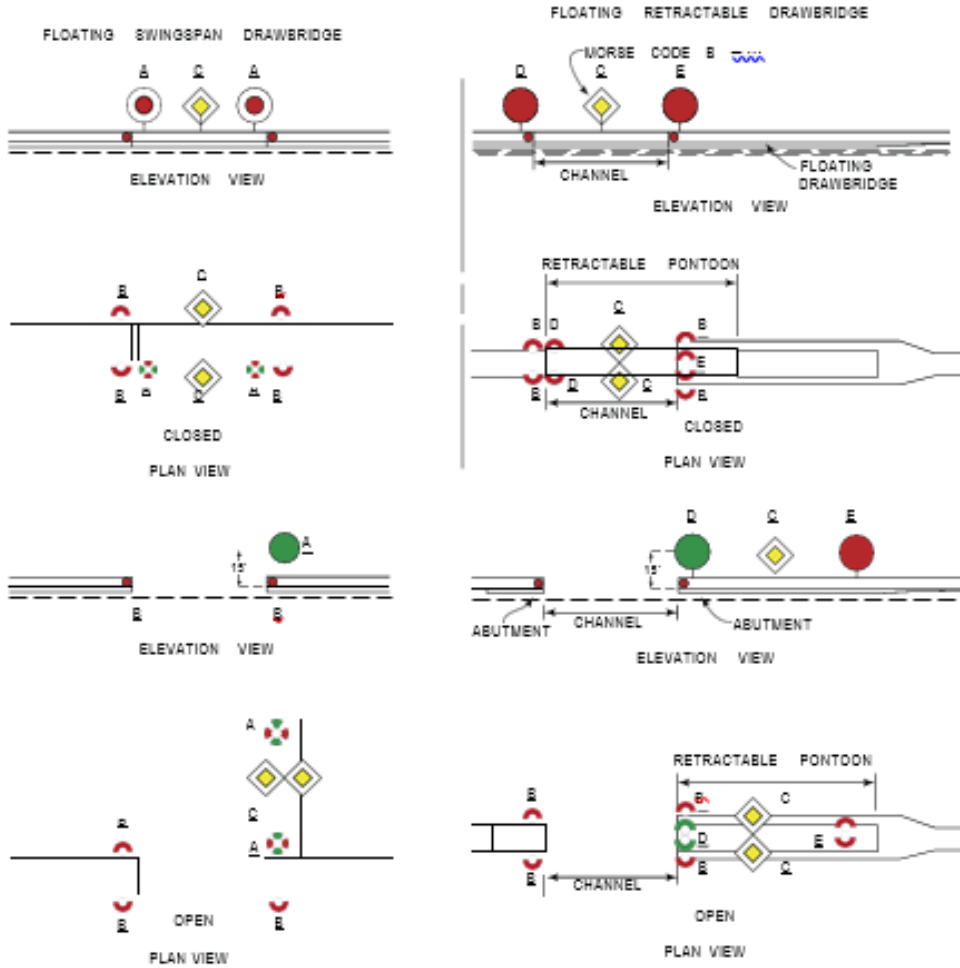 FLOATING SWINGSPAN DRAWBRIDGE
A C A
ELEVATION VIEW
C
B B
B C B
CLOSED
PLAN VIEW
A
15'
B B
ELEVATION VIEW
A
C
B A
B B
OPEN
PLAN VIEW
FLOATING RETRACTABLE DRAWBRIDGE
MORSE CODE B – ...
D C E
CHANNEL
FLOATING
DRAWBRIDGE
ELEVATION VIEW
RETRACTABLE PONTOON
C
B D B
E
B D C B
CHANNEL
CLOSED
PLAN VIEW
D C E
15'
ABUTMENT CHANNEL ABUTMENT
ELEVATION VIEW
RETRACTABLE PONTOON
B B C
D E
B B C
CHANNEL
OPEN
PLAN VIEW